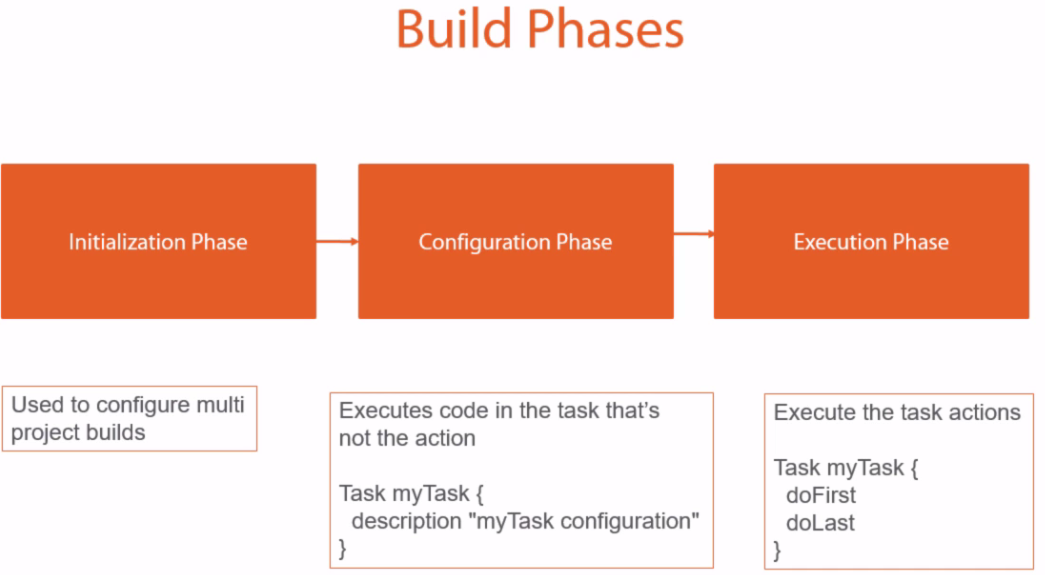 Build Phases
Initialization Phase
Configuration Phase
Execution Phase
Used to configure multi
project builds
Executes code in the task that's
not the action
Task myTask {
description "myTask configuration"
}
Execute the task actions
Task myTask {
doFirst
doLast
}